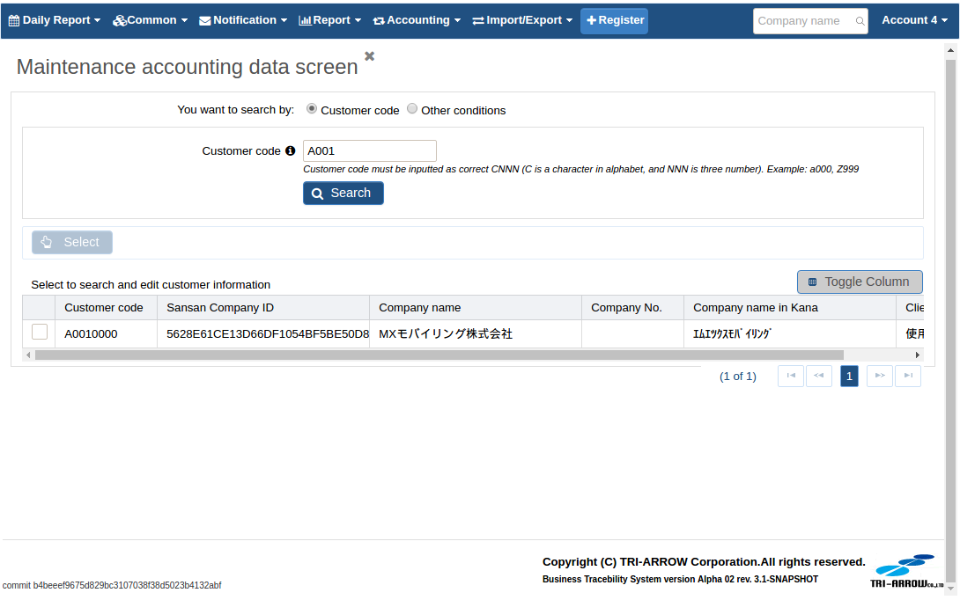 Daily Report Common Notification Report Accounting Import/Export Register Company name Account 4
Maintenance accounting data screen
You want to search by: Customer code Other conditions
Customer code A001
Customer code must be inputted as correct CNNN (C is a character in alphabet, and NNN is three number). Example: a000, Z999
Search
Select
Select to search and edit customer information Toggle Column
Customer code Sansan Company ID Company name Company No. Company name in Kana Clie
A0010000 5628E61CE13D66DF1054BF5BE50D8 MXモバイリング株式会社 ｴﾑｴｯｸｽﾓﾊﾞｲﾘﾝｸﾞ 使用
(1 of 1) 1
Copyright (C) TRI-ARROW Corporation.All rights reserved.
Business Tracebility System version Alpha 02 rev. 3.1-SNAPSHOT
TRI-ARROW CO.,LTD
commit b4beeef9675d829bc3107038f38d5023b4132abf